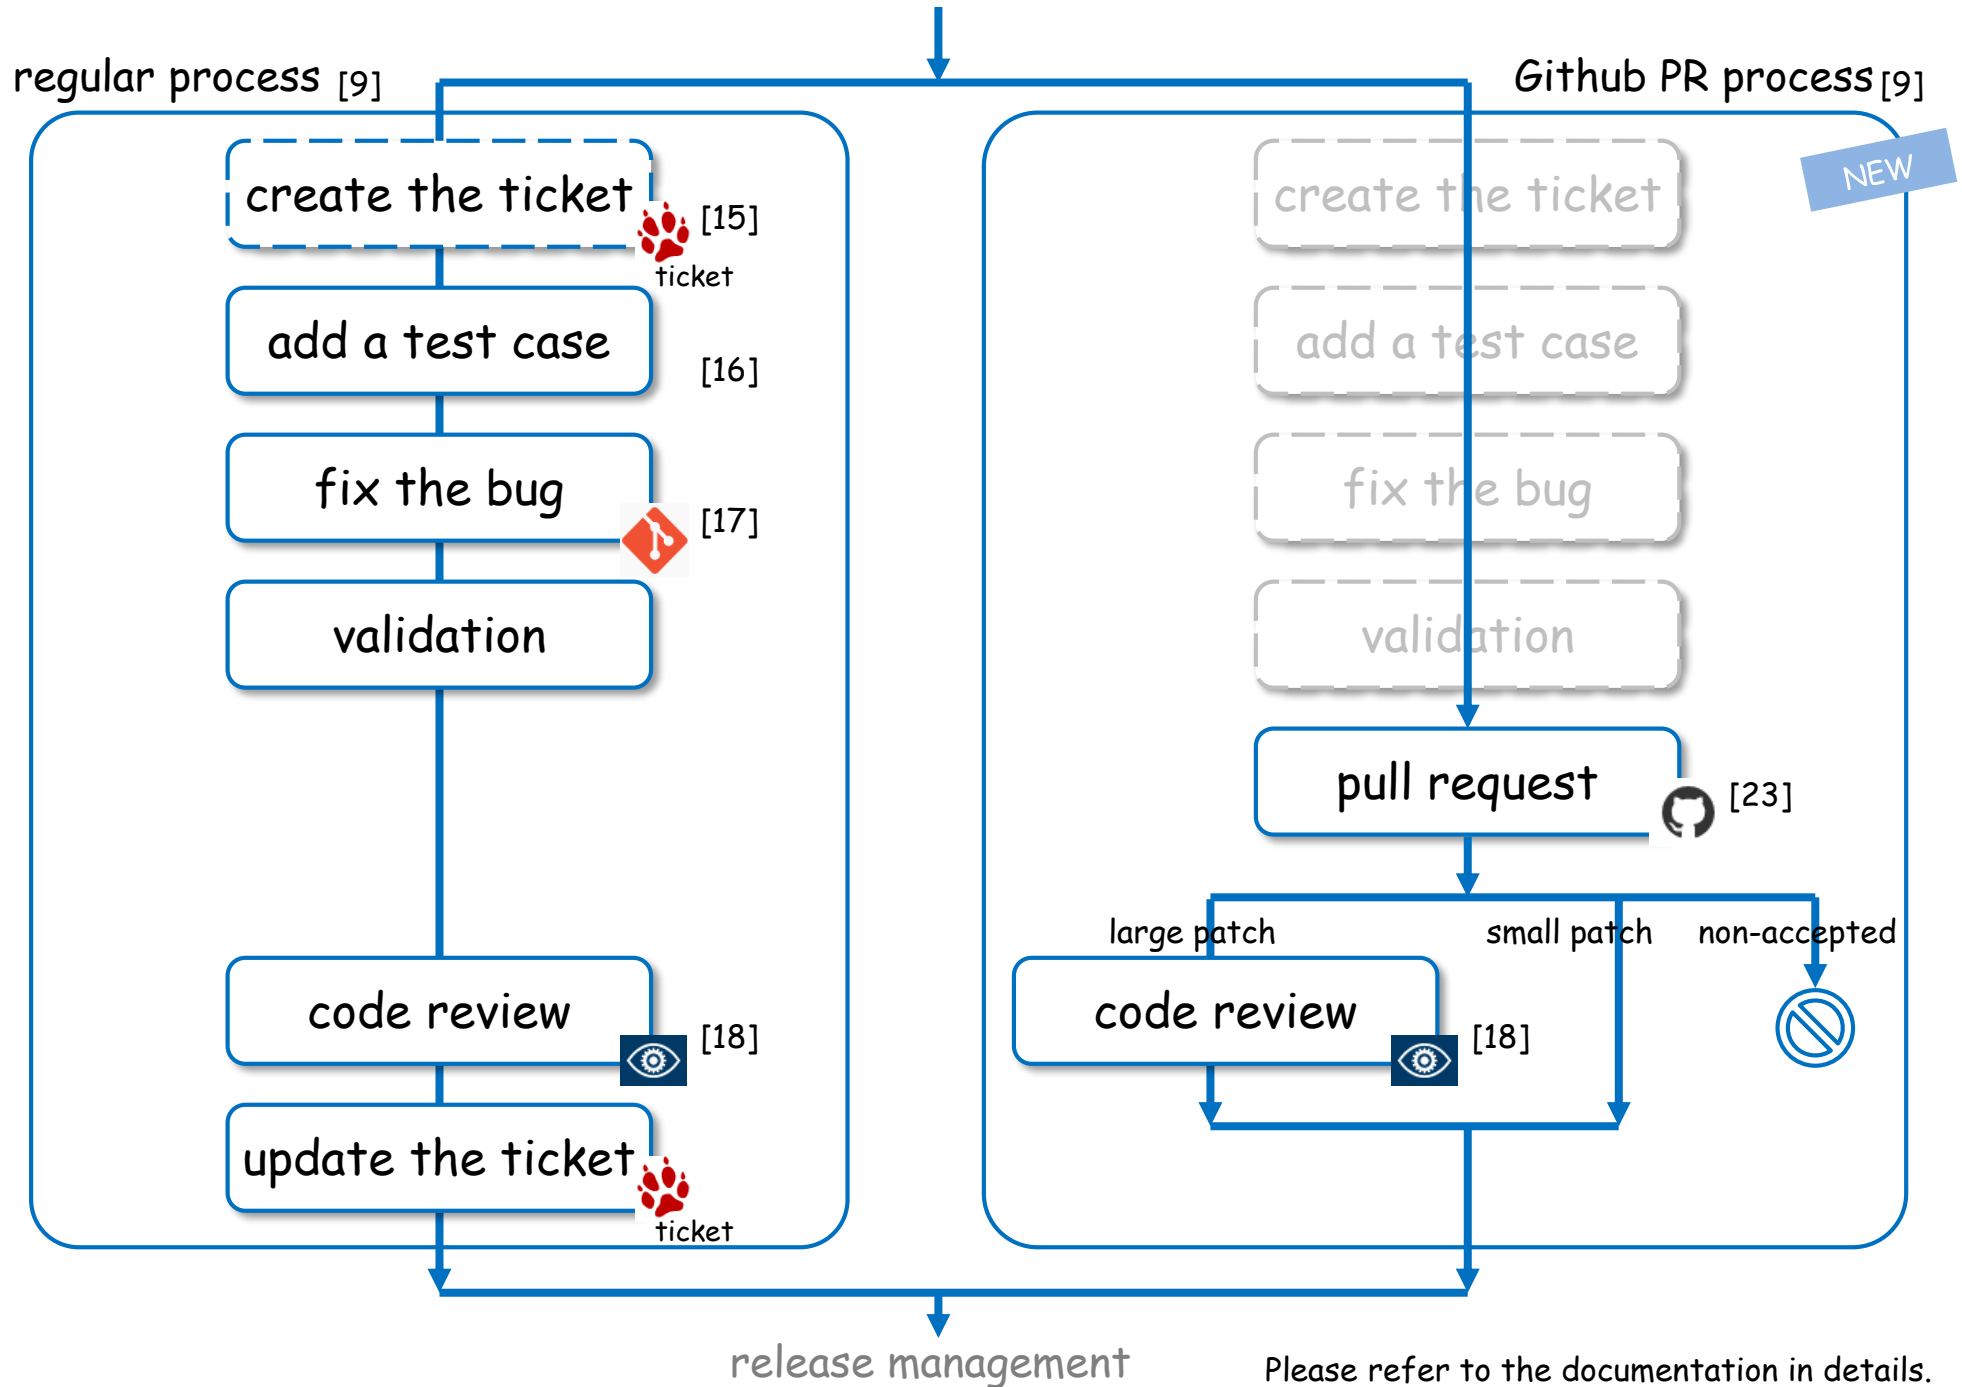 regular process [9]
create the ticket
[15]
ticket
add a test case
[16]
fix the bug
[17]
validation
code review
[18]
update the ticket
ticket
Github PR process [9]
NEW
create the ticket
add a test case
fix the bug
validation
pull request
[23]
large patch
small patch
non-accepted
code review
[18]
release management
Please refer to the documentation in details.